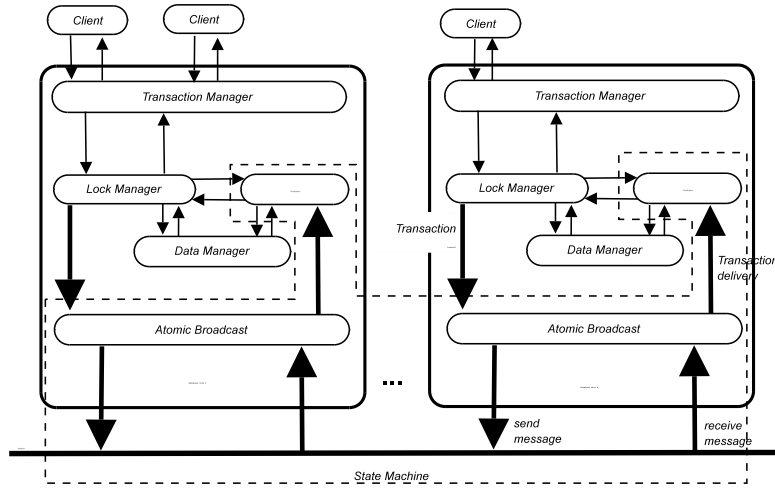 Client
Client
Client
Transaction Manager
Transaction Manager
Lock Manager
Lock Manager
Transaction
Data Manager
Data Manager
Transaction
delivery
Atomic Broadcast
Atomic Broadcast
...
send
message
receive
message
State Machine